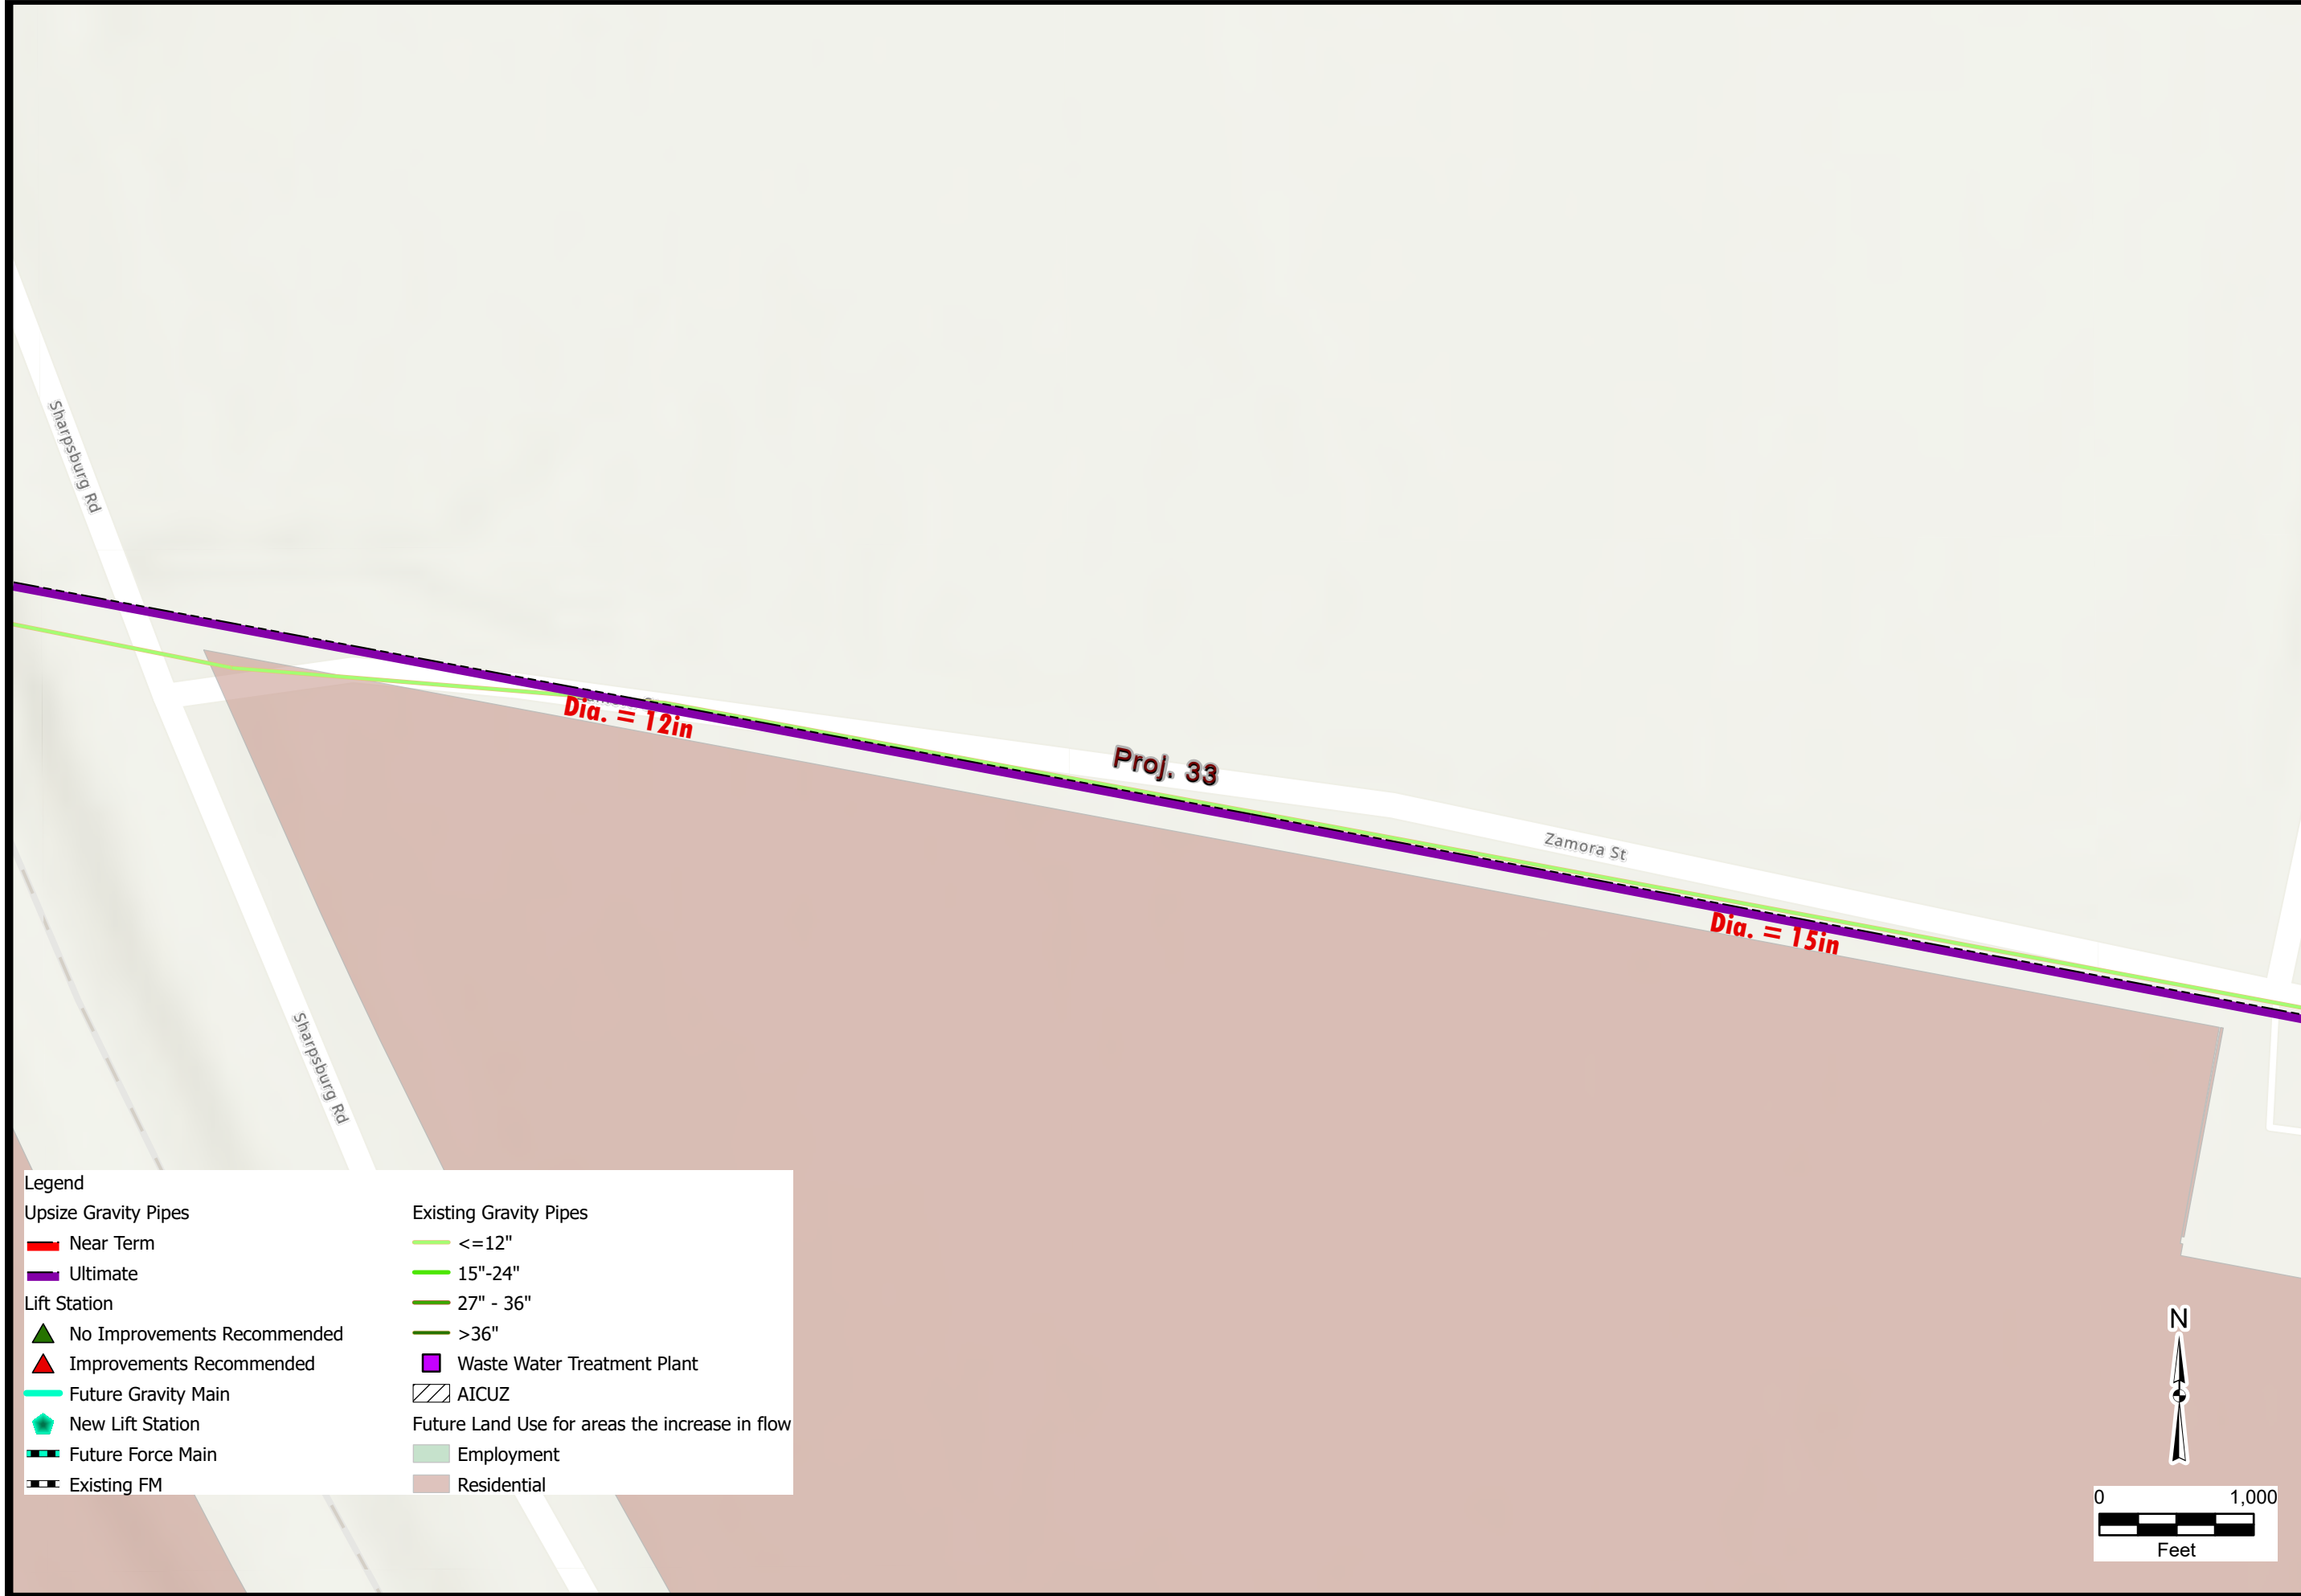 Sharpsburg Rd
Dia. = 12in
Proj. 33
Zamora St
Dia. = 15in
Sharpsburg Rd
Legend
Upsize Gravity Pipes
Near Term
Ultimate
Lift Station
No Improvements Recommended
Improvements Recommended
Future Gravity Main
New Lift Station
Future Force Main
Existing FM
Existing Gravity Pipes
<=12"
15"-24"
27" - 36"
>36"
Waste Water Treatment Plant
AICUZ
Future Land Use for areas the increase in flow
Employment
Residential
N
0 1,000
Feet